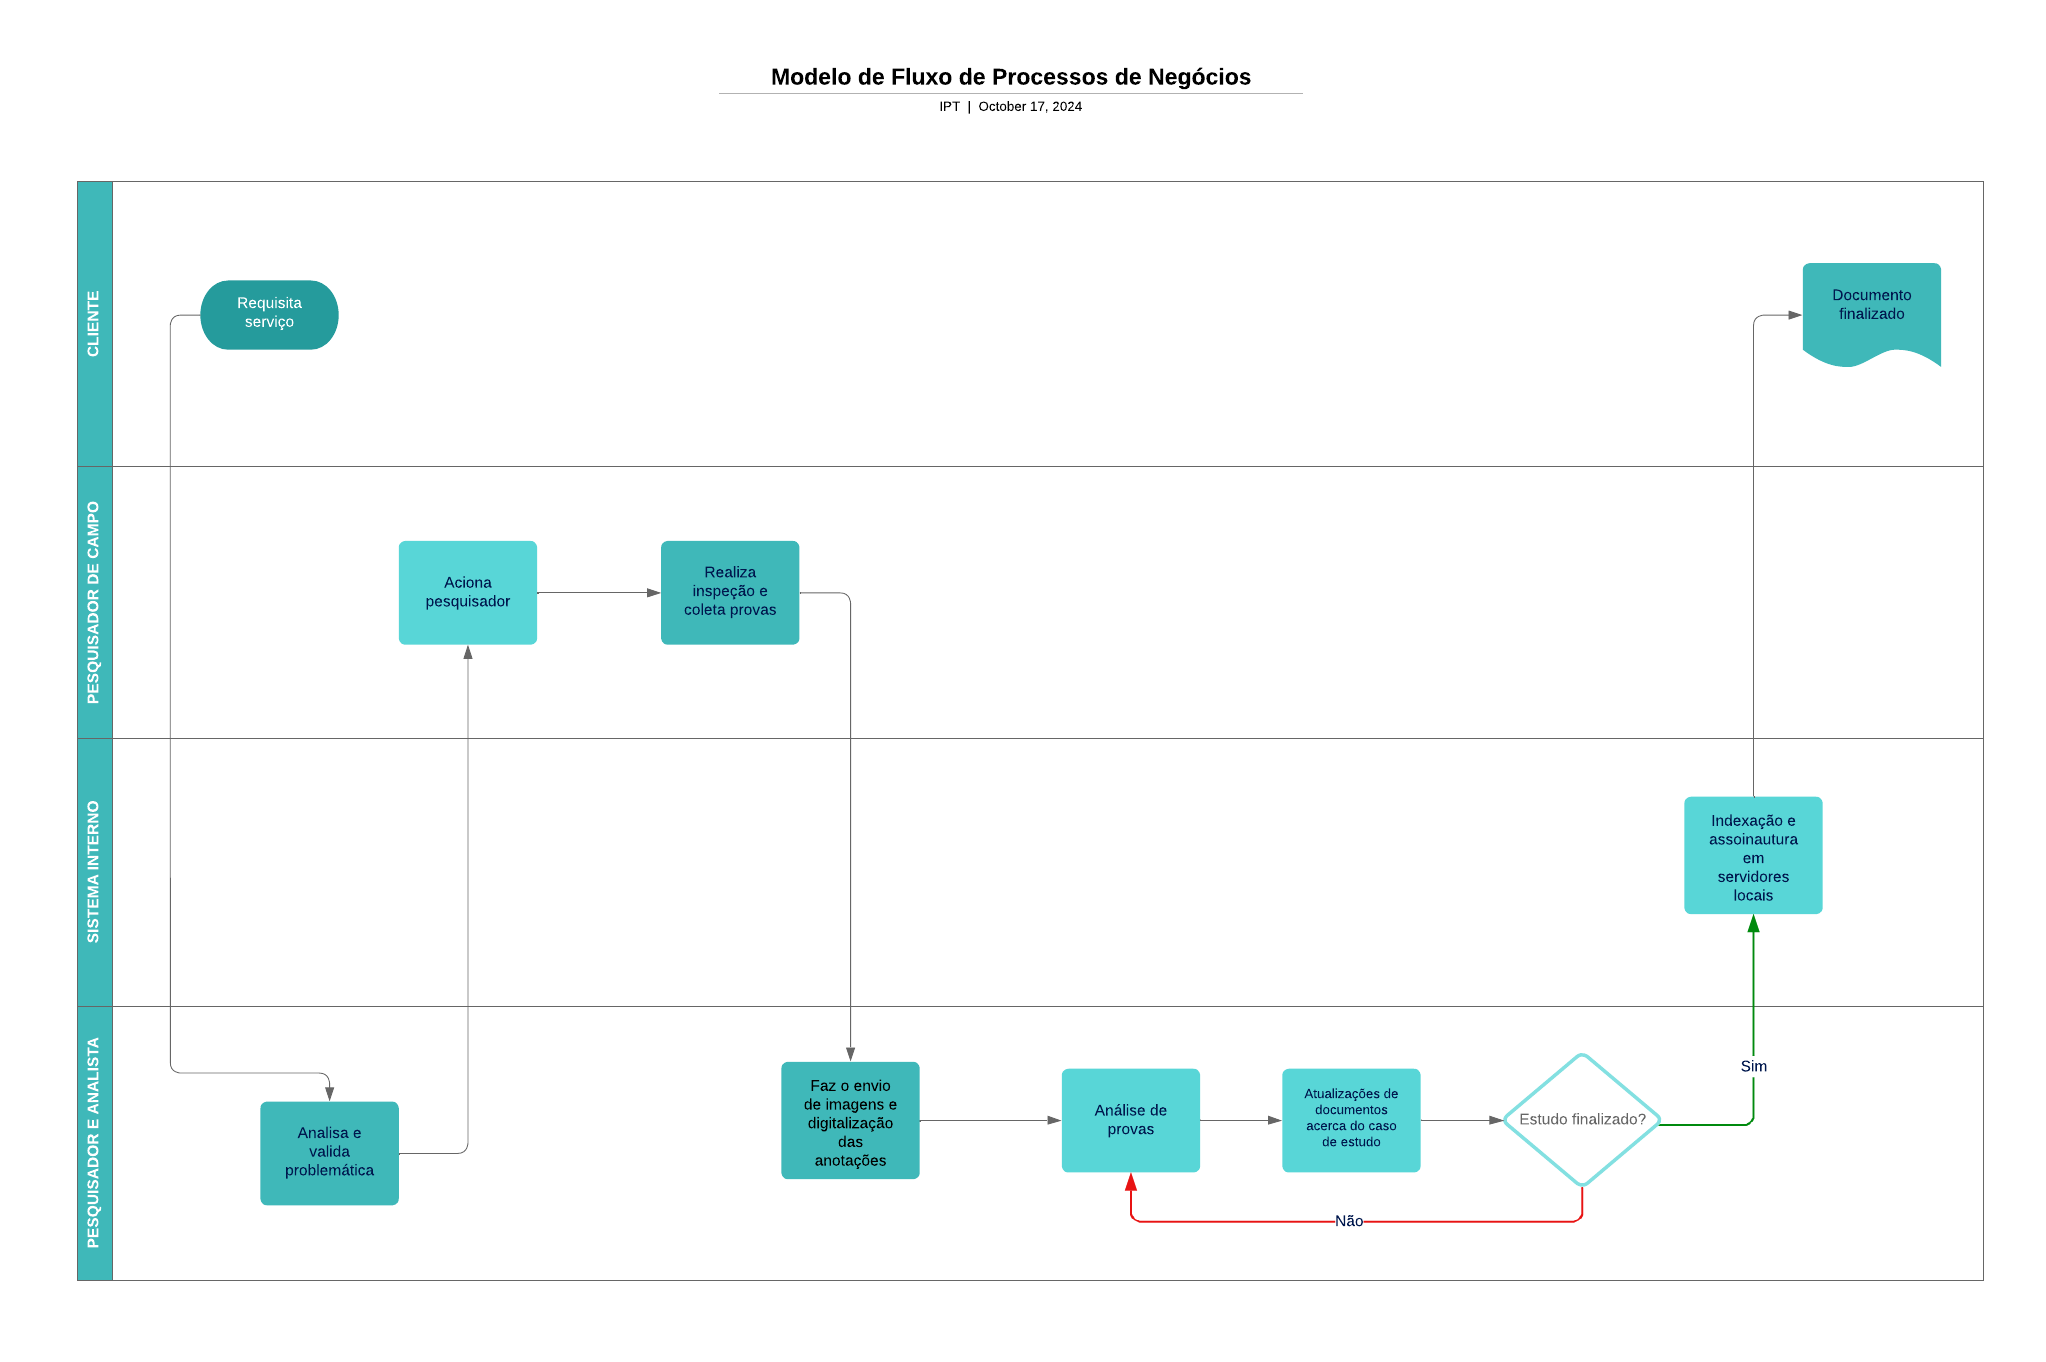 Modelo de Fluxo de Processos de Negócios
IPT | October 17, 2024
CLIENTE
Requisita
serviço
Documento
finalizado
PESQUISADOR DE CAMPO
Aciona
pesquisador
Realiza
inspeção e
coleta provas
SISTEMA INTERNO
Indexação e
assoinautura
em
servidores
locais
PESQUISADOR E ANALISTA
Analisa e
valida
problemática
Faz o envio
de imagens e
digitalização
das
anotações
Análise de
provas
Atualizações de
documentos
acerca do caso
de estudo
Estudo finalizado?
Sim
Não